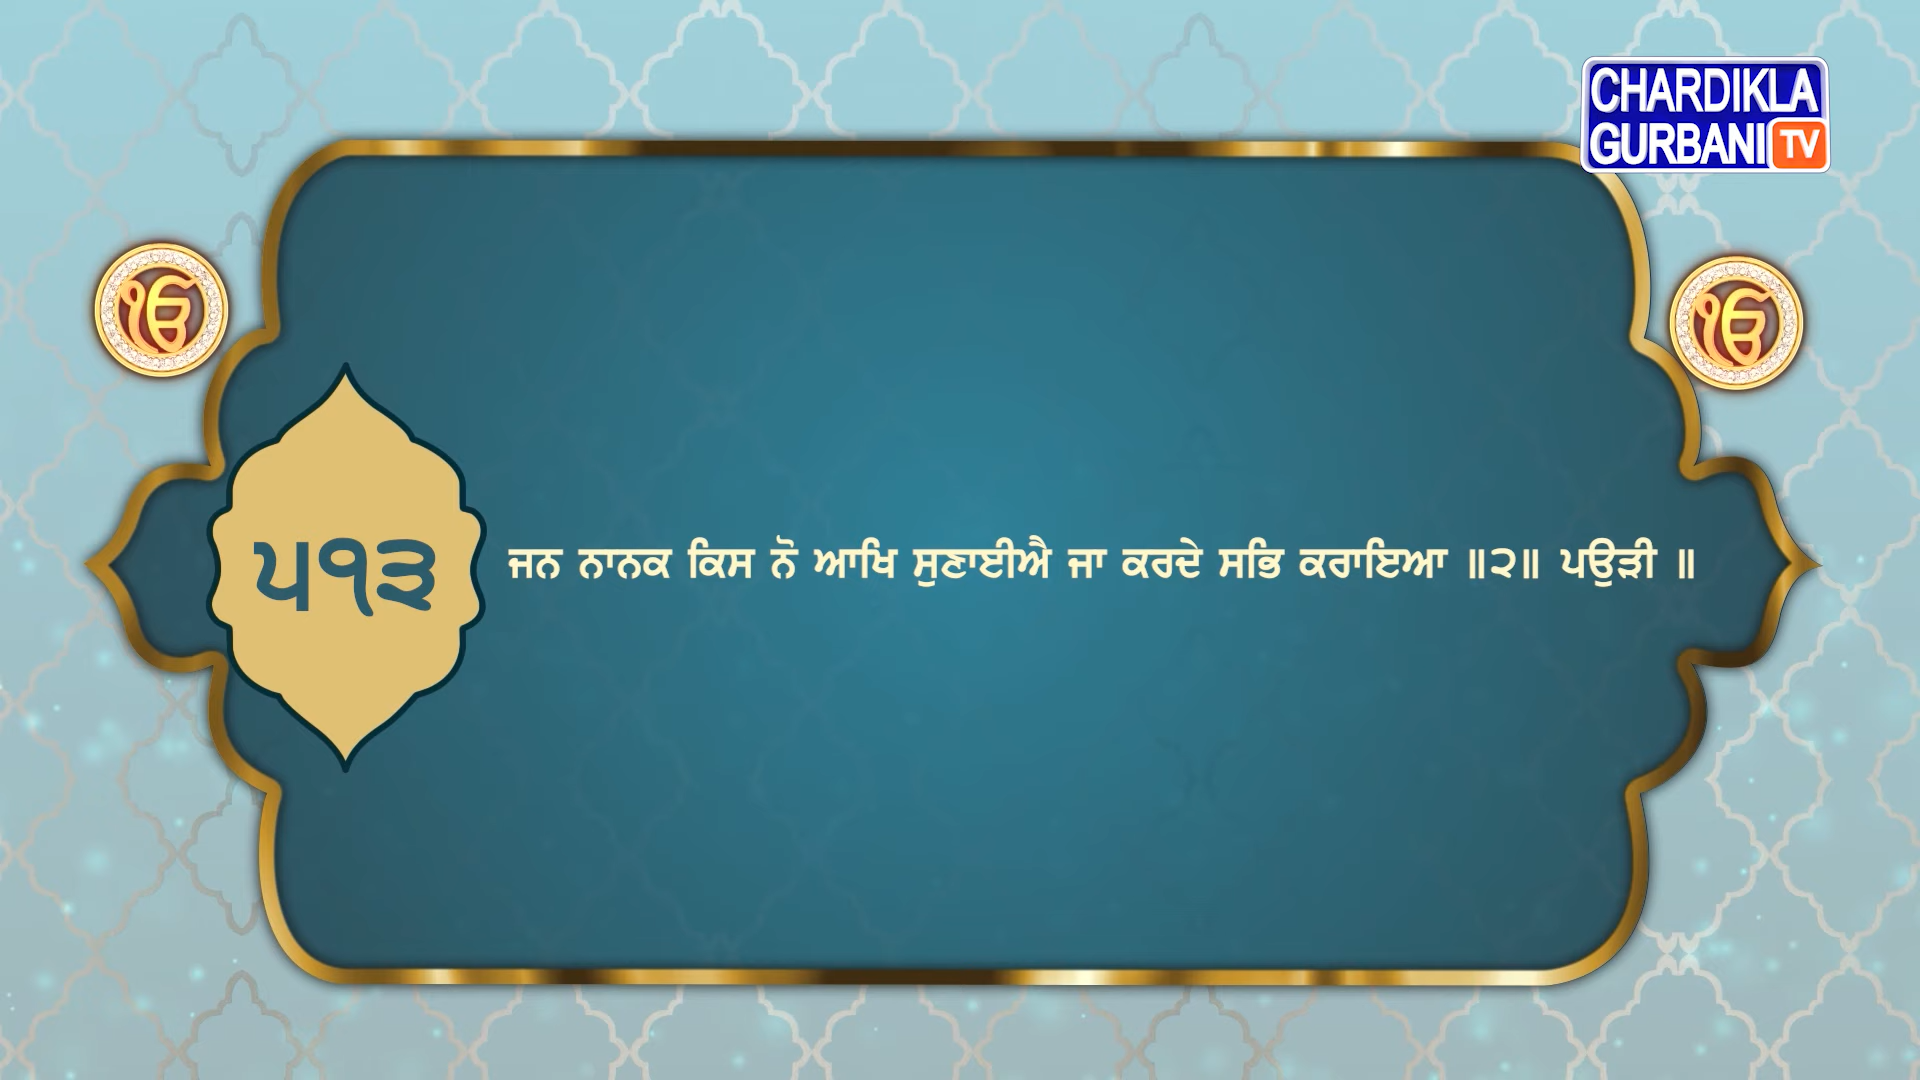 CHARDIKLA
GURBANI TV
ੴ
ੴ
੫੧੩
ਜਨ ਨਾਨਕ ਕਿਸ ਨੋ ਆਖਿ ਸੁਣਾਈਐ ਜਾ ਕਰਦੇ ਸਭਿ ਕਰਾਇਆ ॥੨॥ ਪਉੜੀ ॥